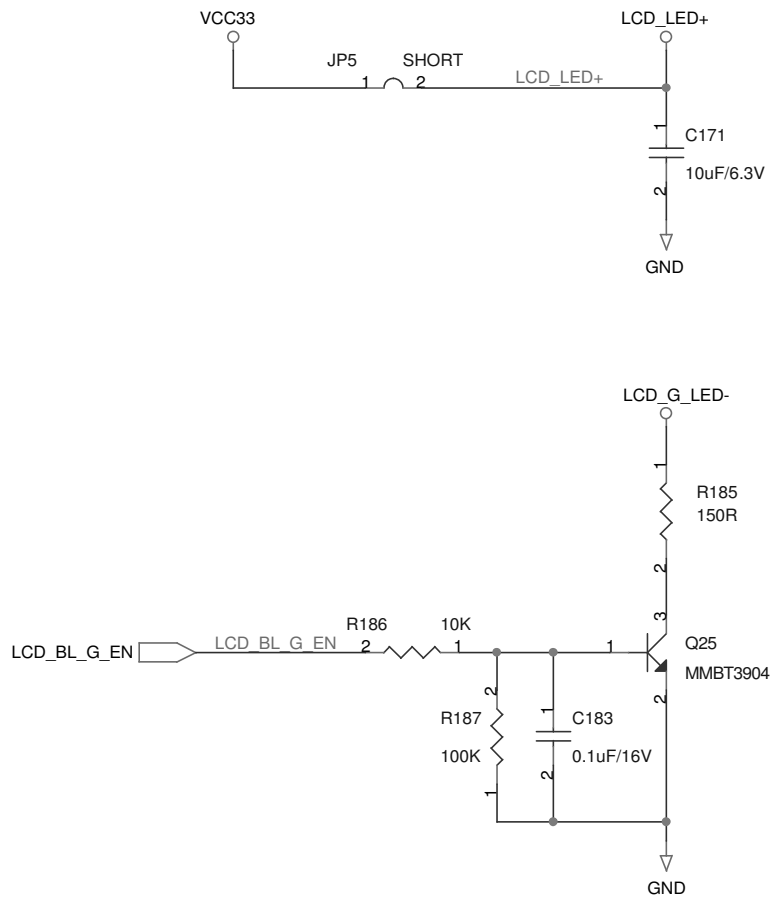 VCC33
LCD_LED+
JP5 SHORT
1 2
LCD_LED+
1
C171
10uF/6.3V
2
GND
LCD_G_LED-
1
R185
150R
2
3
R186 10K
LCD_BL_G_EN
LCD_BL_G_EN
2 1
1
Q25
MMBT3904
2
2
R187
100K
1
1
C183
0.1uF/16V
2
GND